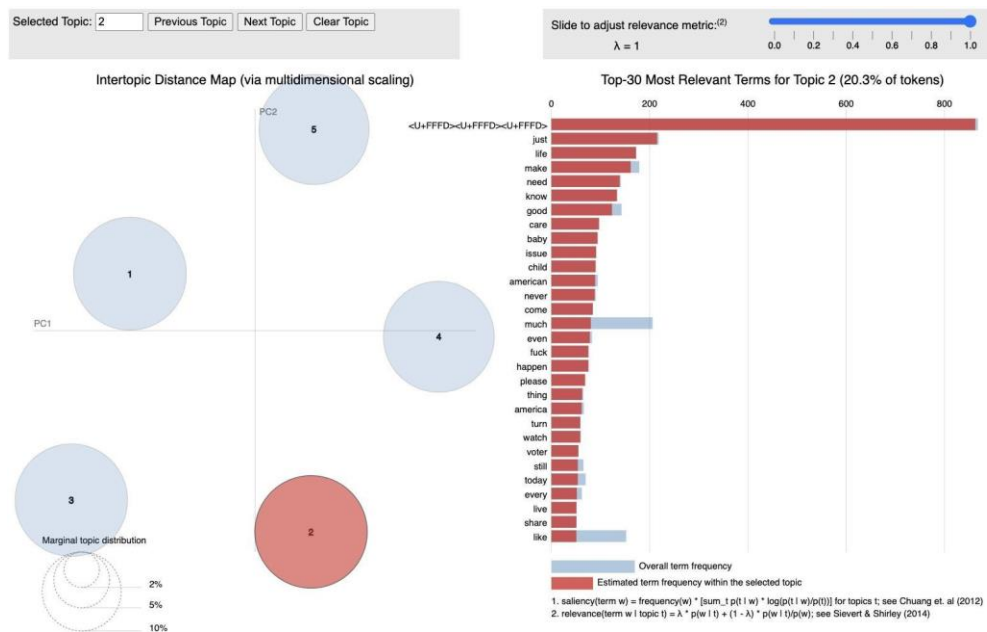 Selected Topic: 2 Previous Topic Next Topic Clear Topic
Slide to adjust relevance metric:(2)
λ = 1
0.0 0.2 0.4 0.6 0.8 1.0
Intertopic Distance Map (via multidimensional scaling)
PC2
PC1
5
1
4
3
2
Marginal topic distribution
2%
5%
10%
Top-30 Most Relevant Terms for Topic 2 (20.3% of tokens)
0 200 400 600 800
<U+FFFD><U+FFFD><U+FFFD>
just
life
make
need
know
good
care
baby
issue
child
american
never
come
much
even
fuck
happen
please
thing
america
turn
watch
voter
still
today
every
live
share
like
Overall term frequency
Estimated term frequency within the selected topic
1. saliency(term w) = frequency(w) * [sum_t p(t | w) * log(p(t | w)/p(t))] for topics t; see Chuang et. al (2012)
2. relevance(term w | topic t) = λ * p(w | t) + (1 - λ) * p(w | t)/p(w); see Sievert & Shirley (2014)